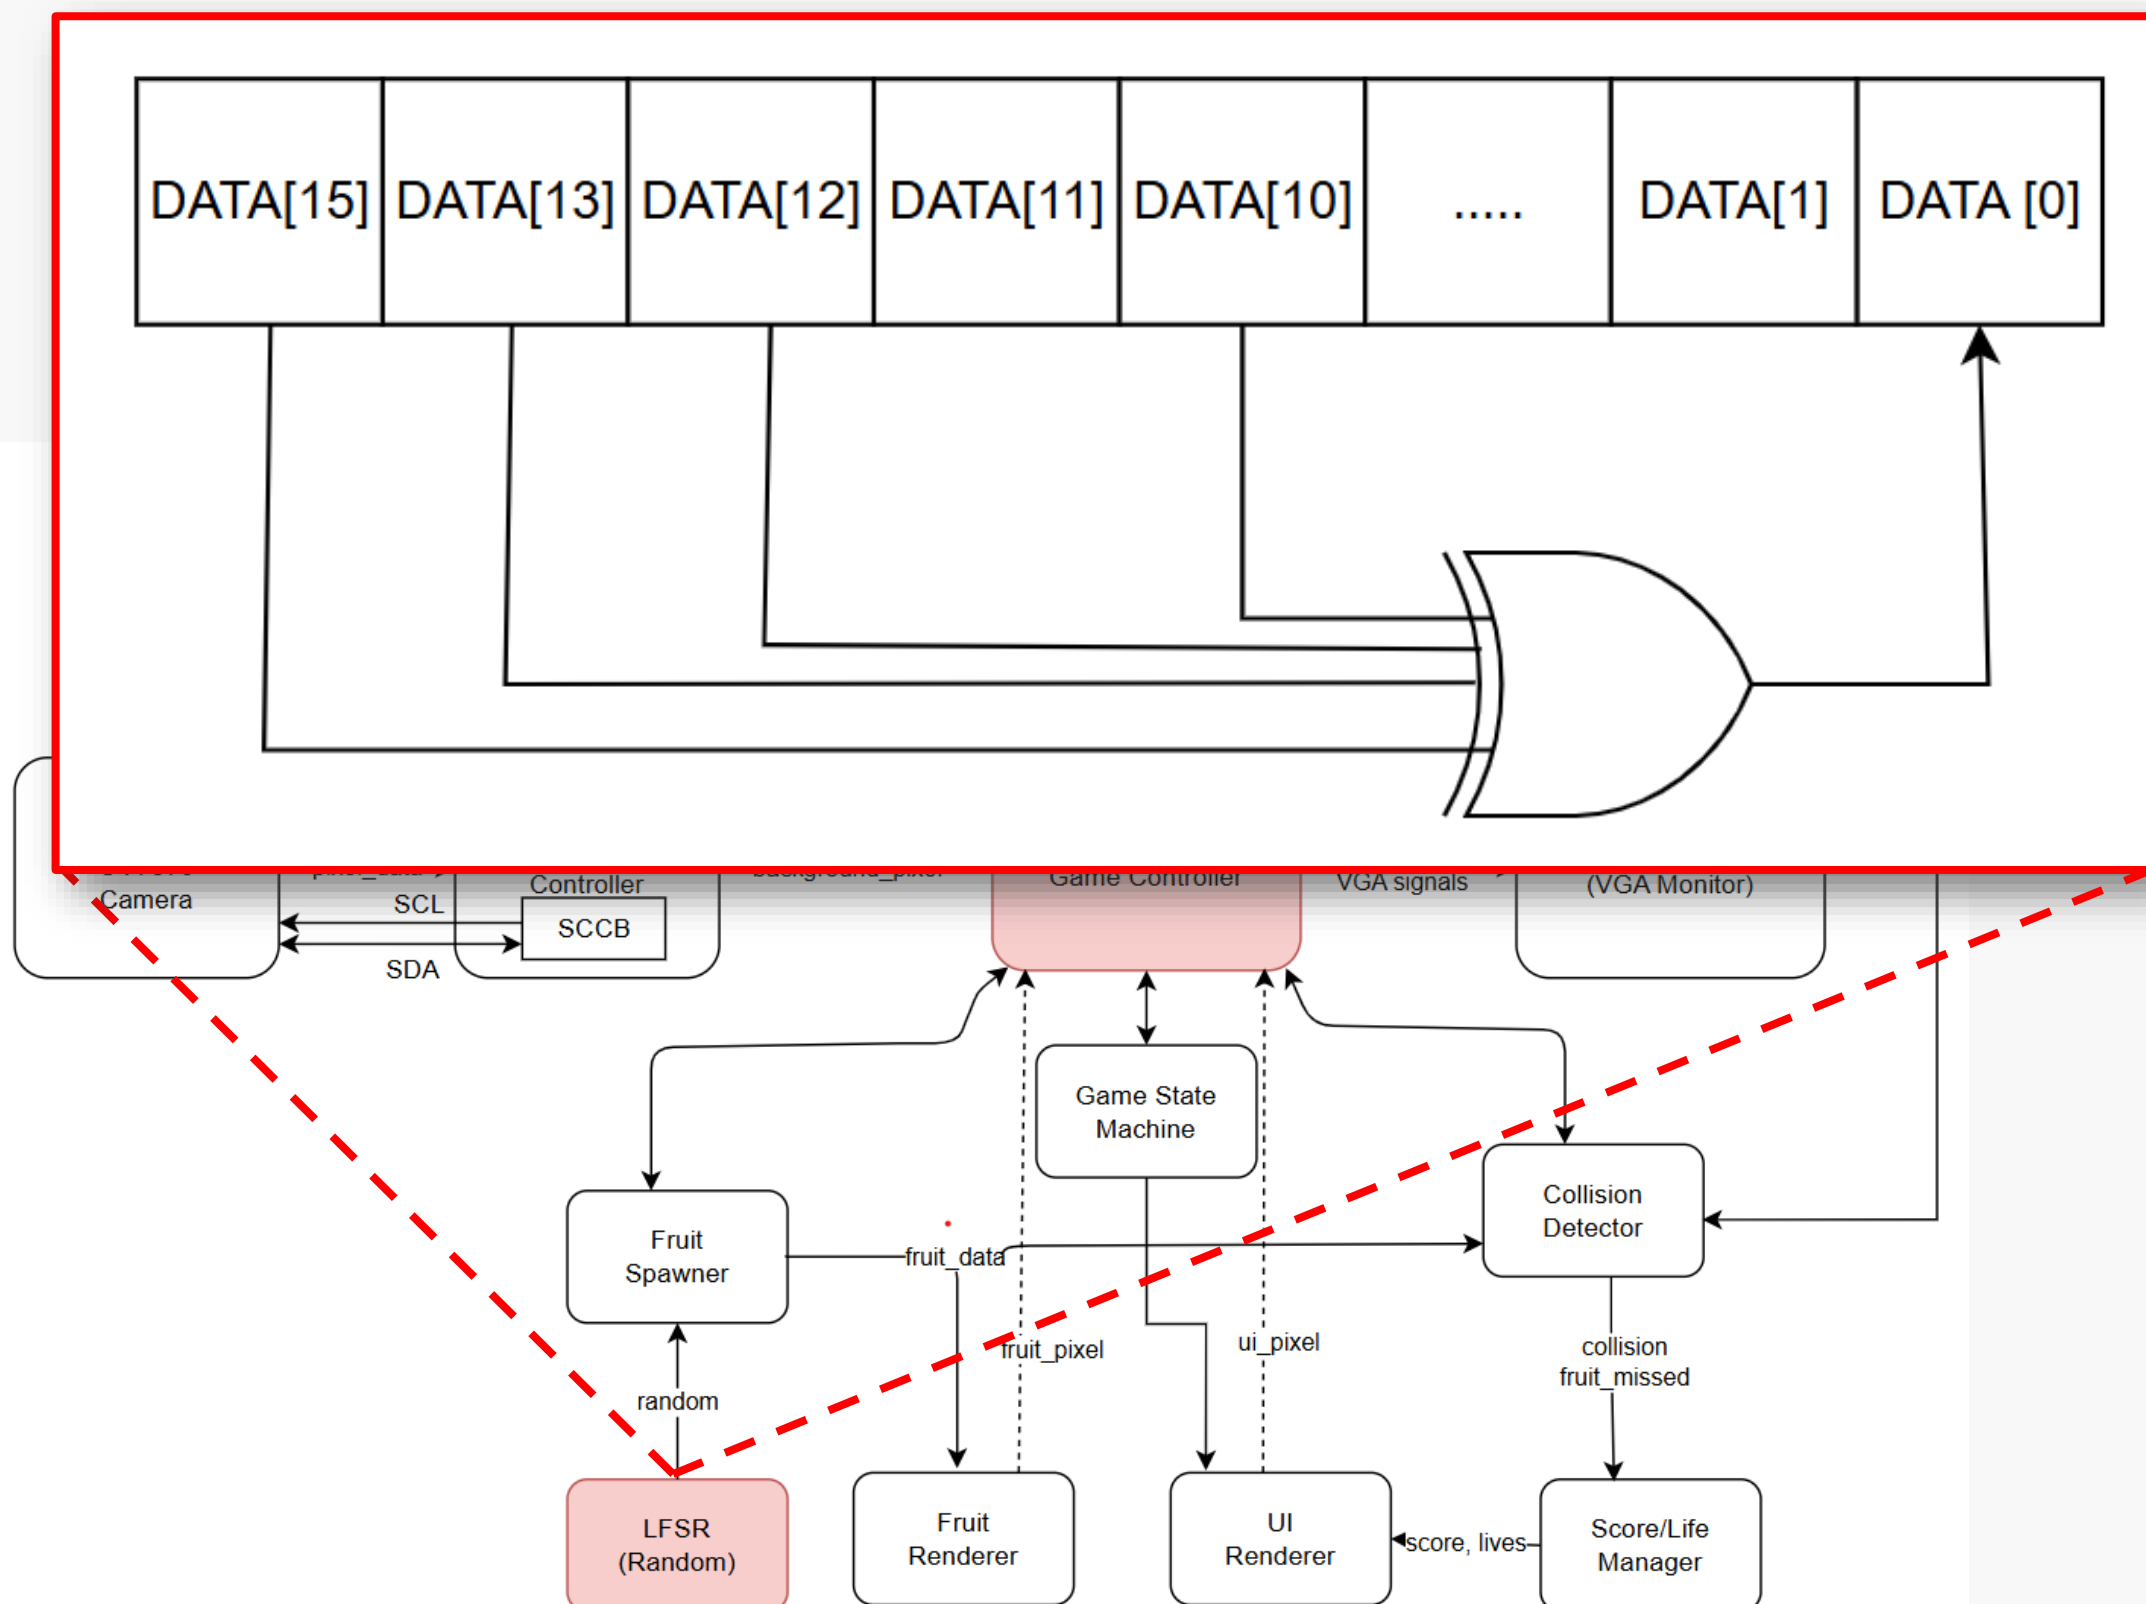 DATA[15] DATA[13] DATA[12] DATA[11] DATA[10] ..... DATA[1] DATA [0]
Camera
SCL
SDA
Controller
SCCB
Game Controller
VGA signals
(VGA Monitor)
Game State
Machine
Collision
Detector
Fruit
Spawner
fruit_data
fruit_pixel
ui_pixel
collision
fruit_missed
random
LFSR
(Random)
Fruit
Renderer
UI
Renderer
score, lives
Score/Life
Manager